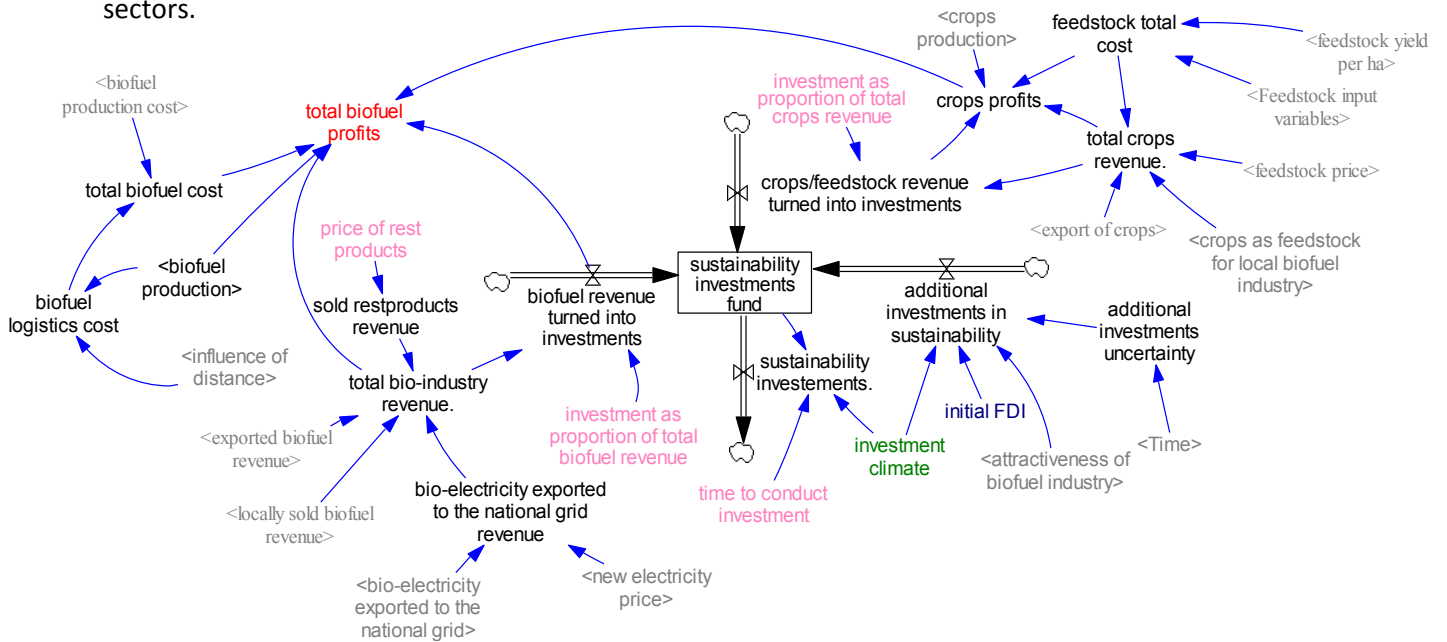 sectors.
<crops
production>
feedstock total
cost
<feedstock yield
per ha>
<biofuel
production cost>
total biofuel
profits
investment as
proportion of total
crops revenue
crops profits
<Feedstock input
variables>
total crops
revenue.
<feedstock price>
total biofuel cost
crops/feedstock revenue
turned into investments
<export of crops>
<crops as feedstock
for local biofuel
industry>
price of rest
products
<biofuel
production>
biofuel
logistics cost
sold restproducts
revenue
biofuel revenue
turned into
investments
sustainability
investments
fund
additional
investments in
sustainability
additional
investments
uncertainty
<influence of
distance>
total bio-industry
revenue.
sustainability
investements.
initial FDI
<Time>
<exported biofuel
revenue>
investment as
proportion of total
biofuel revenue
investment
climate
<attractiveness of
biofuel industry>
<locally sold biofuel
revenue>
bio-electricity exported
to the national grid
revenue
time to conduct
investment
<bio-electricity
exported to the
national grid>
<new electricity
price>